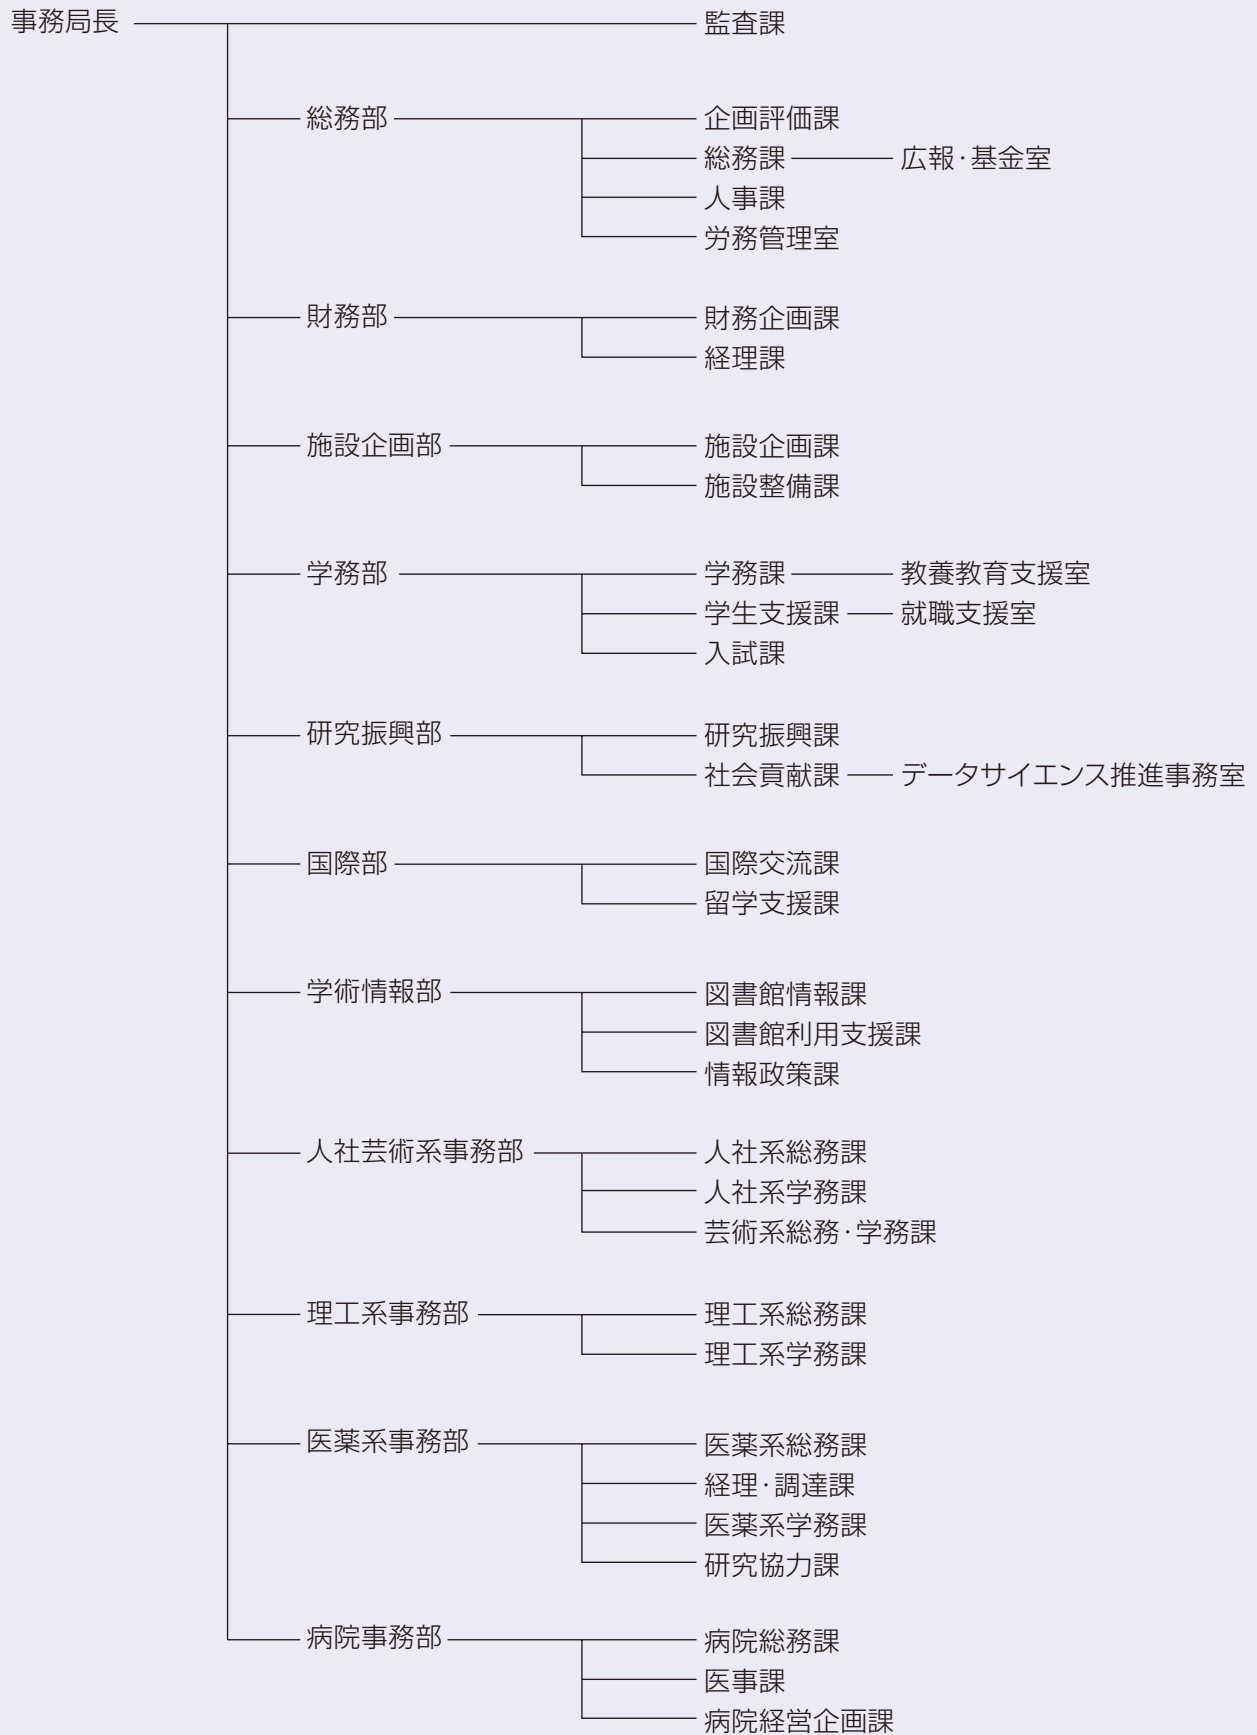 事務局長 監査課
総務部 企画評価課
総務課 広報・基金室
人事課
労務管理室
財務部 財務企画課
経理課
施設企画部 施設企画課
施設整備課
学務部 学務課 教養教育支援室
学生支援課 就職支援室
入試課
研究振興部 研究振興課
社会貢献課 データサイエンス推進事務室
国際部 国際交流課
留学支援課
学術情報部 図書館情報課
図書館利用支援課
情報政策課
人社芸術系事務部 人社系総務課
人社系学務課
芸術系総務・学務課
理工系事務部 理工系総務課
理工系学務課
医薬系事務部 医薬系総務課
経理・調達課
医薬系学務課
研究協力課
病院事務部 病院総務課
医事課
病院経営企画課